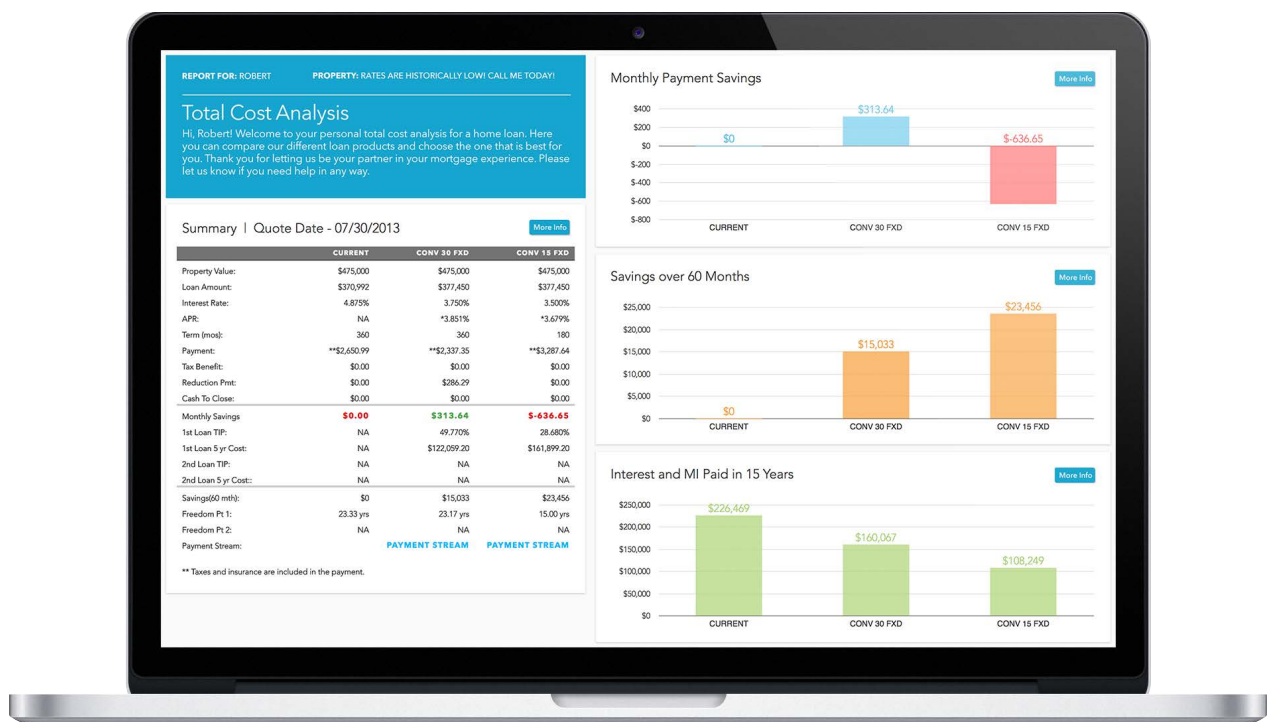 REPORT FOR: ROBERT PROPERTY: RATES ARE HISTORICALLY LOW! CALL ME TODAY!
Total Cost Analysis
Hi, Robert! Welcome to your personal total cost analysis for a home loan. Here
you can compare our different loan products and choose the one that is best for
you. Thank you for letting us be your partner in your mortgage experience. Please
let us know if you need help in any way.
Summary | Quote Date - 07/30/2013 More Info
CURRENT CONV 30 FXD CONV 15 FXD
Property Value: $475,000 $475,000 $475,000
Loan Amount: $370,992 $377,450 $377,450
Interest Rate: 4.875% 3.750% 3.500%
APR: NA *3.851% *3.679%
Term (mos): 360 360 180
Payment: **$2,650.99 **$2,337.35 **$3,287.64
Tax Benefit: $0.00 $0.00 $0.00
Reduction Pmt: $0.00 $286.29 $0.00
Cash To Close: $0.00 $0.00 $0.00
Monthly Savings $0.00 $313.64 $-636.65
1st Loan TIP: NA 49.770% 28.680%
1st Loan 5 yr Cost: NA $122,059.20 $161,899.20
2nd Loan TIP: NA NA NA
2nd Loan 5 yr Cost:: NA NA NA
Savings(60 mth): $0 $15,033 $23,456
Freedom Pt 1: 23.33 yrs 23.17 yrs 15.00 yrs
Freedom Pt 2: NA NA NA
Payment Stream: PAYMENT STREAM PAYMENT STREAM
** Taxes and insurance are included in the payment.
Monthly Payment Savings More Info
$400
$313.64
$200
$0 $-636.65
$0
$-200
$-400
$-600
$-800
CURRENT CONV 30 FXD CONV 15 FXD
Savings over 60 Months More Info
$25,000
$23,456
$20,000
$15,000
$15,033
$10,000
$5,000
$0
$0
CURRENT CONV 30 FXD CONV 15 FXD
Interest and MI Paid in 15 Years More Info
$250,000
$226,469
$200,000
$160,067
$150,000
$108,249
$100,000
$50,000
$0
CURRENT CONV 30 FXD CONV 15 FXD